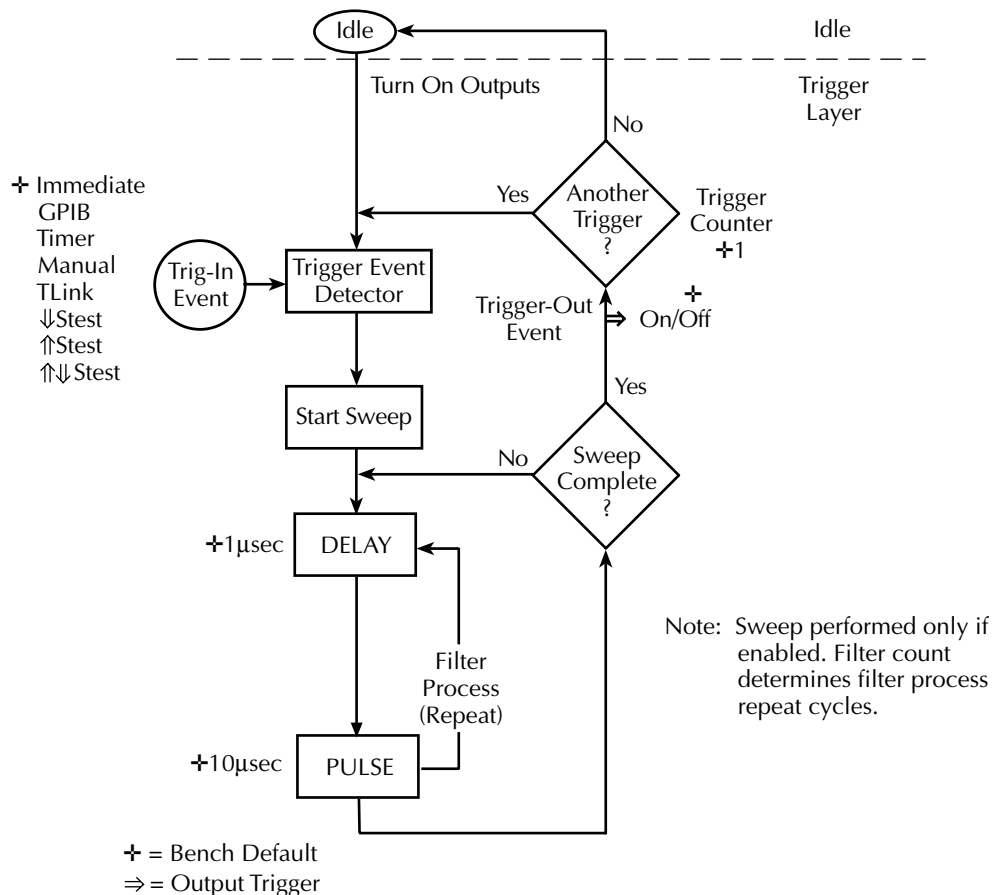 Idle
Idle
Turn On Outputs
Trigger
Layer
No
✛ Immediate
GPIB
Timer
Manual
TLink
⇓Stest
⇑Stest
⇑⇓Stest
Trig-In
Event
Trigger Event
Detector
Yes
Another
Trigger
?
Trigger
Counter
✛1
Trigger-Out
Event
✛
⇒ On/Off
Yes
Start Sweep
No
Sweep
Complete
?
✛1µsec
DELAY
Filter
Process
(Repeat)
Note: Sweep performed only if
enabled. Filter count
determines filter process
repeat cycles.
✛10µsec
PULSE
✛ = Bench Default
⇒ = Output Trigger